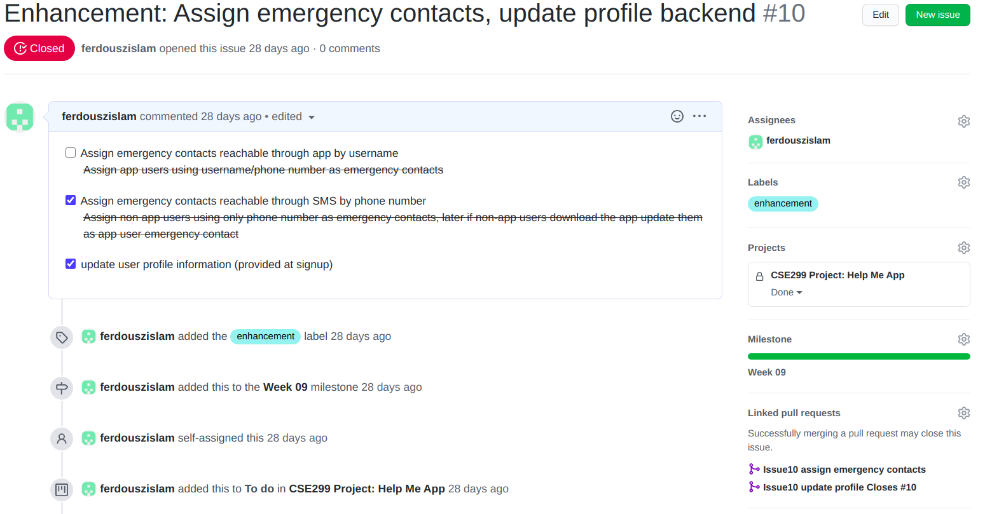 Enhancement: Assign emergency contacts, update profile backend #10
Edit
New issue
Closed
ferdouszislam opened this issue 28 days ago · 0 comments
ferdouszislam commented 28 days ago • edited
Assign emergency contacts reachable through app by username
Assign app users using username/phone number as emergency contacts
Assign emergency contacts reachable through SMS by phone number
Assign non app users using only phone number as emergency contacts, later if non-app users download the app update them
as app user emergency contact
update user profile information (provided at signup)
ferdouszislam added the enhancement label 28 days ago
ferdouszislam added this to the Week 09 milestone 28 days ago
ferdouszislam self-assigned this 28 days ago
ferdouszislam added this to To do in CSE299 Project: Help Me App 28 days ago
Assignees
ferdouszislam
Labels
enhancement
Projects
CSE299 Project: Help Me App
Done
Milestone
Week 09
Linked pull requests
Successfully merging a pull request may close this
issue.
Issue10 assign emergency contacts
Issue10 update profile Closes #10